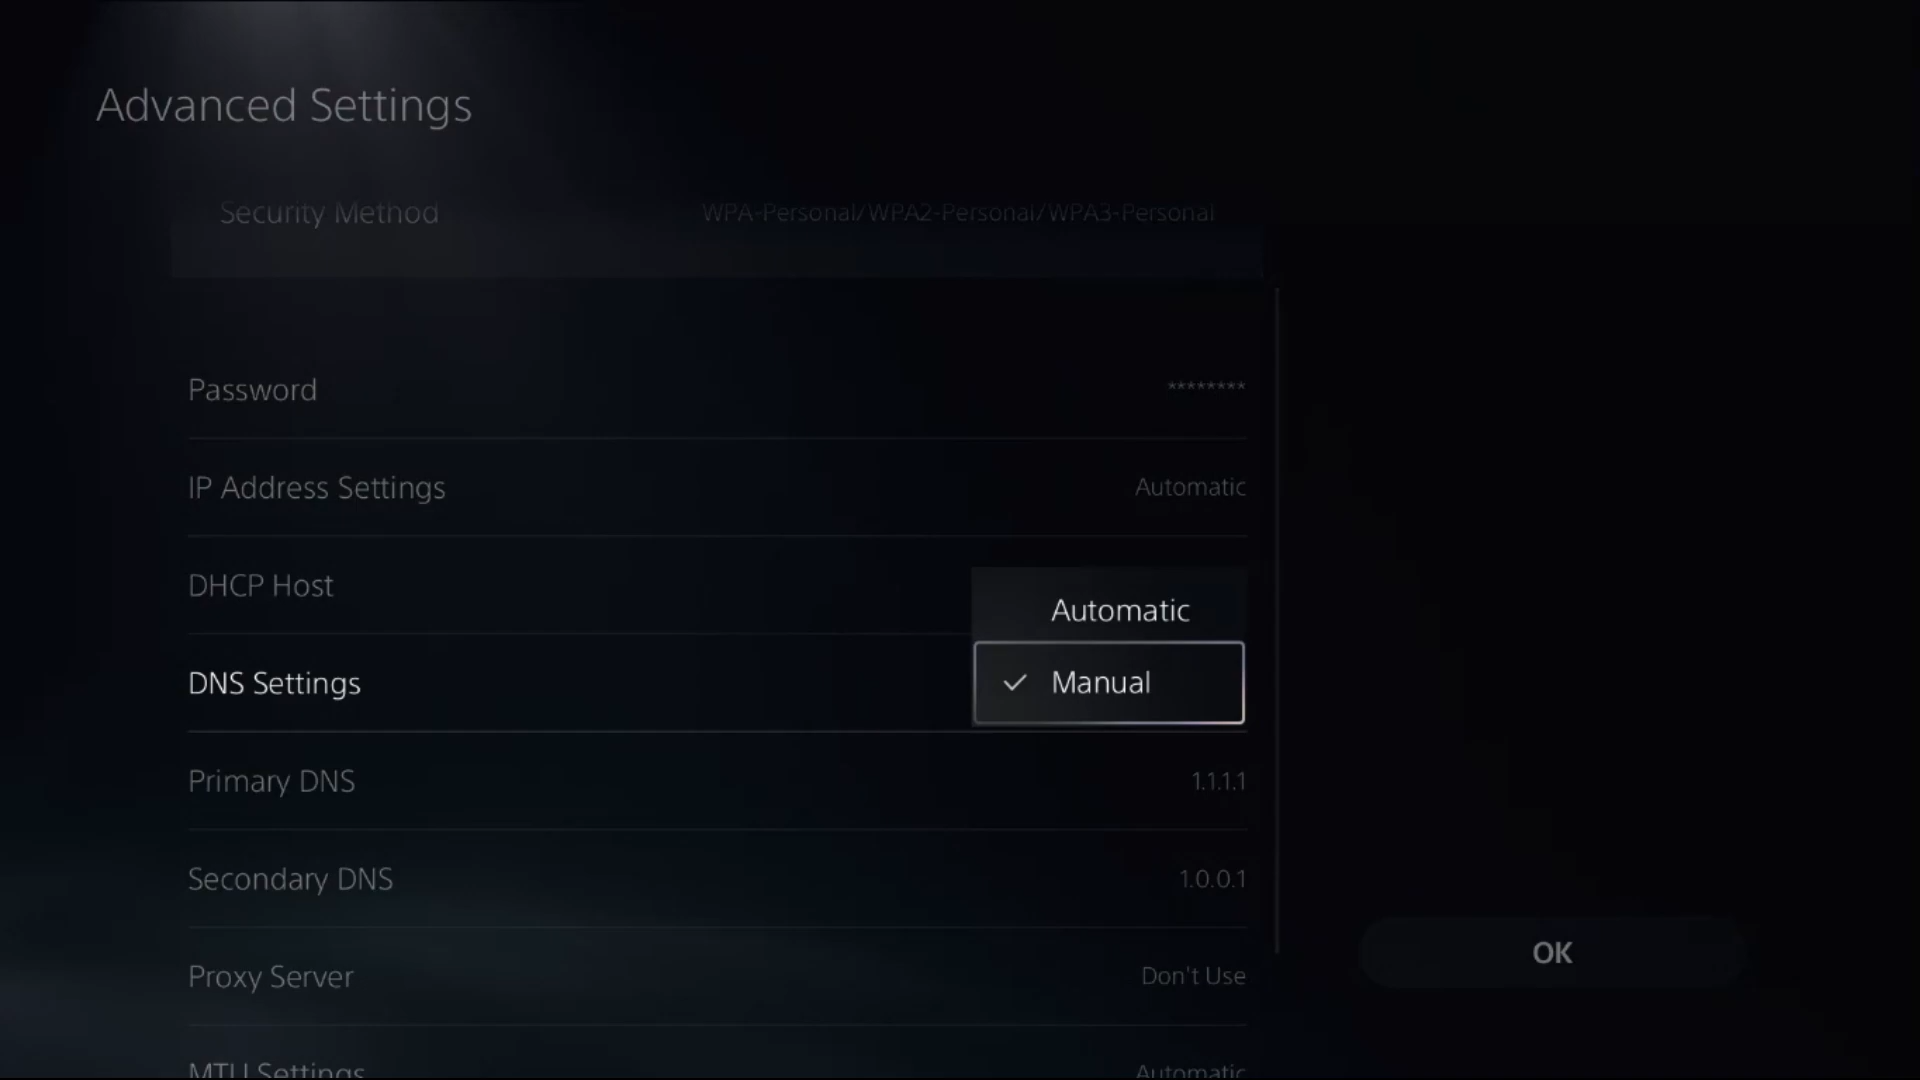 Advanced Settings
Security Method WPA-Personal/WPA2-Personal/WPA3-Personal
Password ********
IP Address Settings Automatic
DHCP Host
Automatic
DNS Settings ✓ Manual
Primary DNS 1.1.1.1
Secondary DNS 1.0.0.1
OK
Proxy Server Don't Use
MTU Settings Automatic